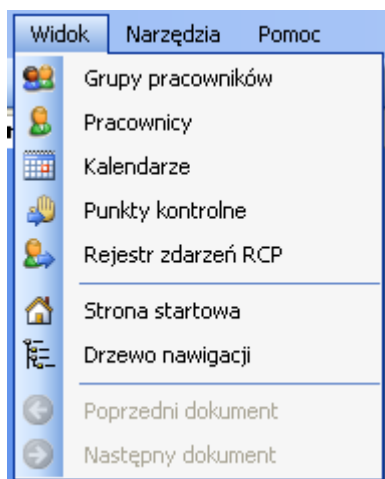 Widok Narzędzia Pomoc
Grupy pracowników
Pracownicy
Kalendarze
Punkty kontrolne
Rejestr zdarzeń RCP
Strona startowa
Drzewo nawigacji
Poprzedni dokument
Następny dokument